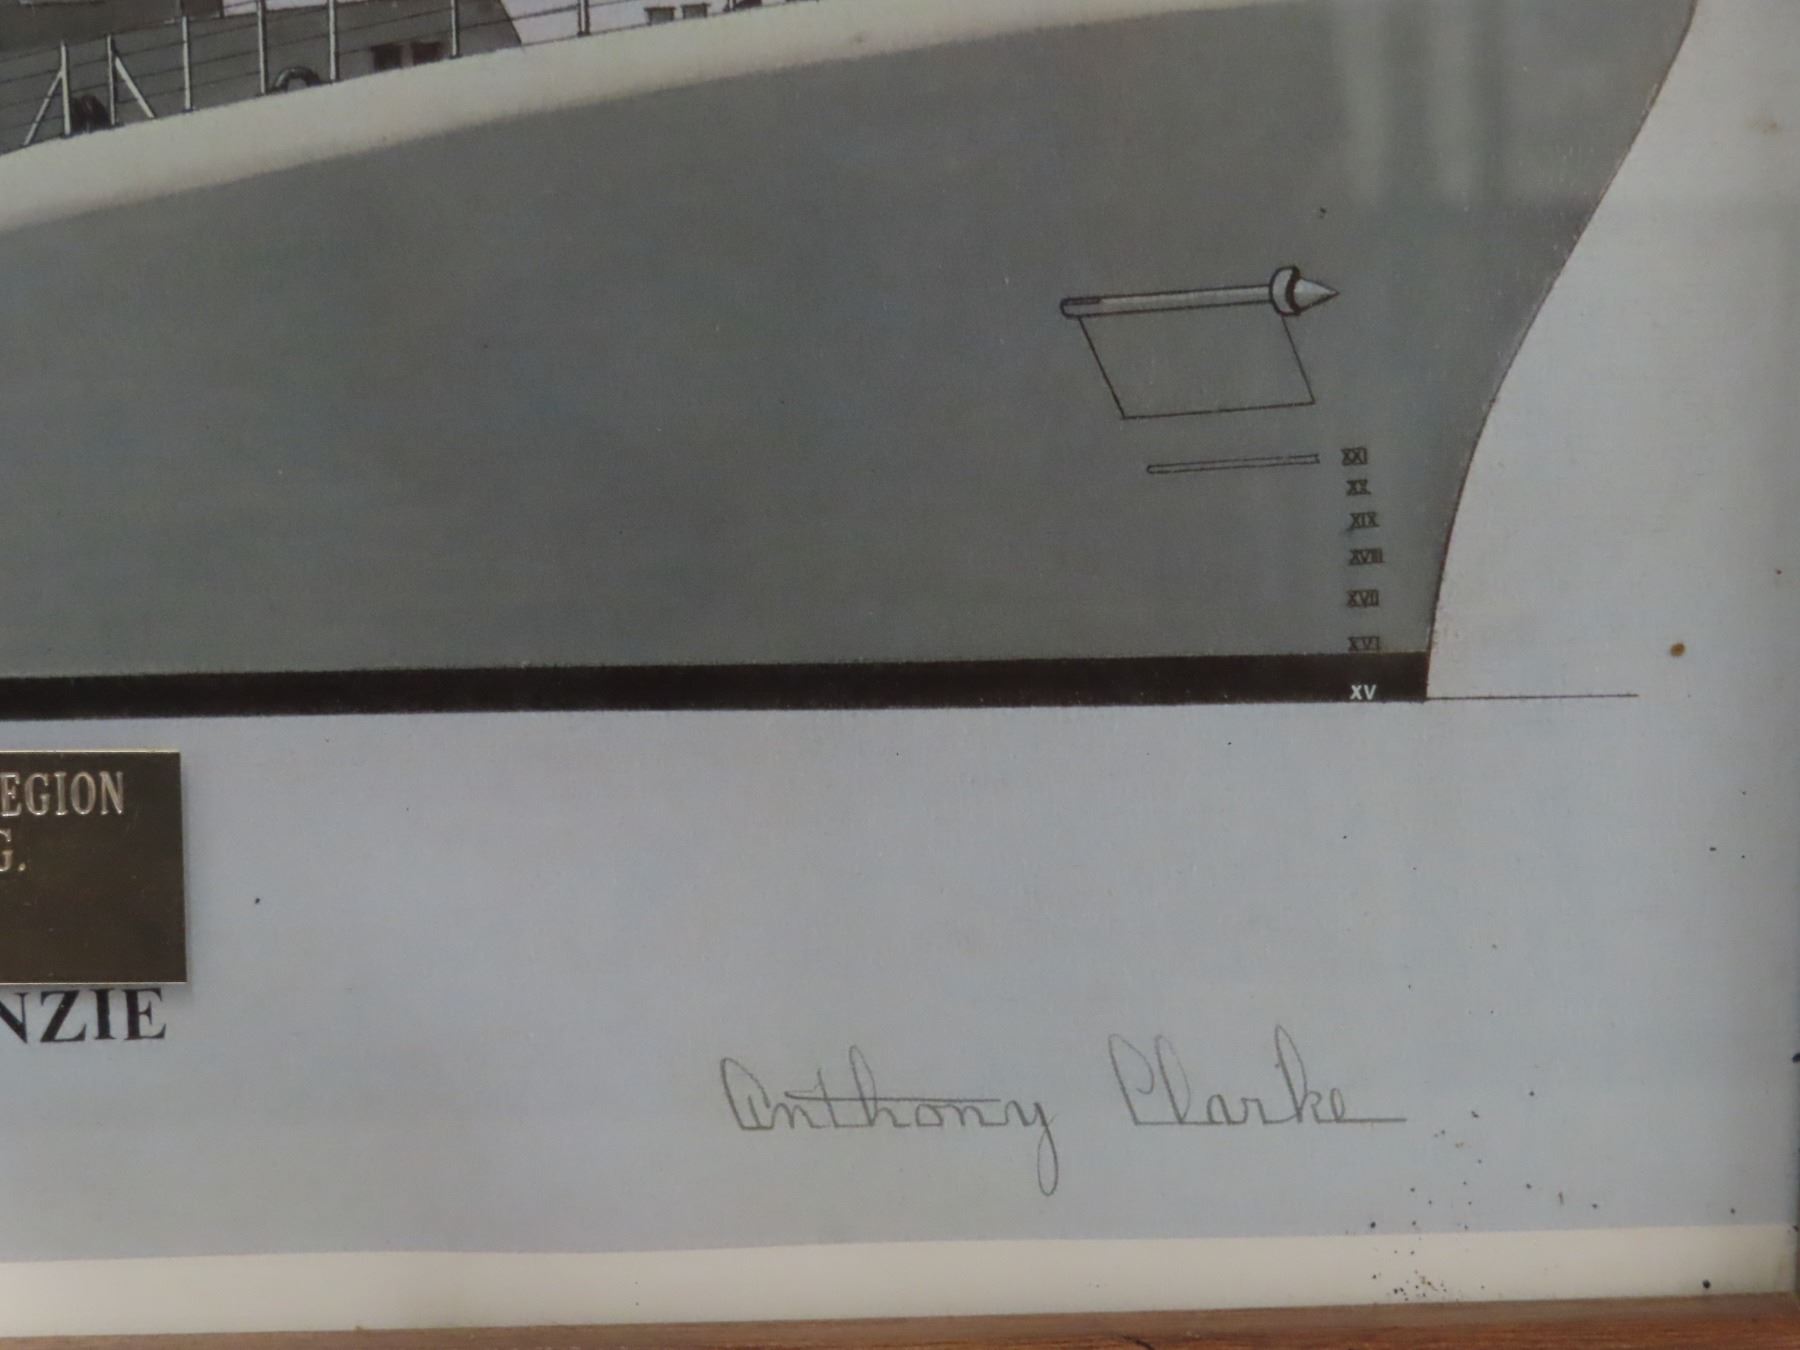 XXI
XX
XIX
XVIII
XVII
XVI
XV
EGION
G.
NZIE
Anthony Clarke